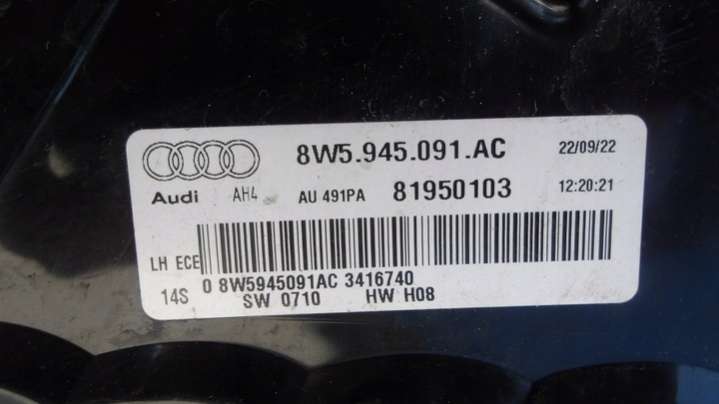 8W5.945.091.AC 22/09/22
Audi AH4 AU 491PA 81950103 12:20:21
LH ECE
0 8W5945091AC 3416740
14S SW 0710 HW H08